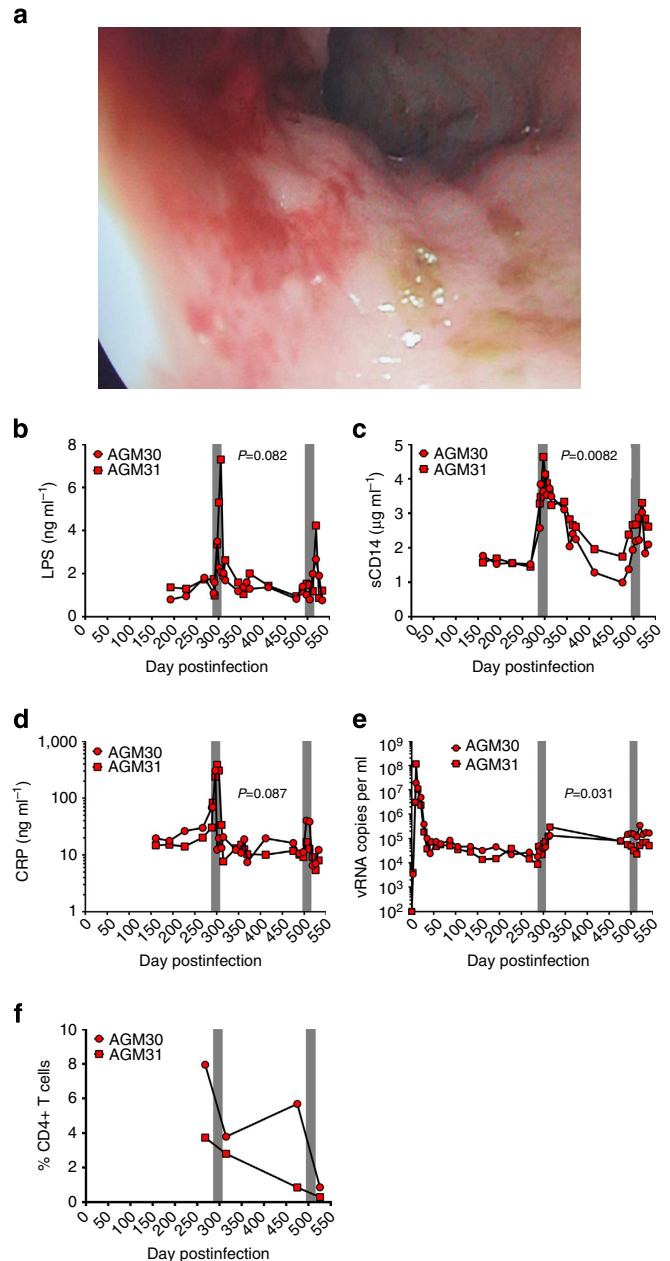 a
b
AGM30
AGM31
P=0.082
LPS (ng ml⁻¹)
8
6
4
2
0
0 50 100 150 200 250 300 350 400 450 500 550
Day postinfection
c
AGM30
AGM31
P=0.0082
sCD14 (μg ml⁻¹)
5
4
3
2
1
0
0 50 100 150 200 250 300 350 400 450 500 550
Day postinfection
d
AGM30
AGM31
P=0.087
CRP (ng ml⁻¹)
1,000
100
10
1
0 50 100 150 200 250 300 350 400 450 500 550
Day postinfection
e
AGM30
AGM31
P=0.031
vRNA copies per ml
10⁹
10⁸
10⁷
10⁶
10⁵
10⁴
10³
10²
0 50 100 150 200 250 300 350 400 450 500 550
Day postinfection
f
AGM30
AGM31
% CD4+ T cells
10
8
6
4
2
0
0 50 100 150 200 250 300 350 400 450 500 550
Day postinfection